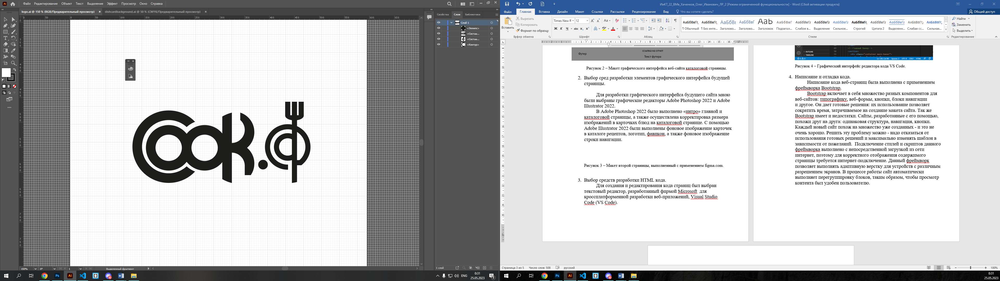 Файл Редактирование Объект Текст Выделение Эффект Просмотр Окно Справка
logo.ai @ 150 % (RGB/Предварительный просмотр)
dishcardbackground.ai @ 50 % (CMYK/Предварительный просмотр)
Свойства Слои Библиотеки
Слой 1
<Эллипс>
<Состав...
<Состав...
<Контур>
COOK.
150% 0° 1 Выделенный фрагмент
1 слой
ENG
0:31
25.05.2023
ИиКТ_22_ВМв_Хаченков_Олег_Иванович_ЛР_2 [Режим ограниченной функциональности] - Word (Сбой активации продукта)
Файл Главная Вставка Дизайн Макет Ссылки Рассылки Рецензирование Вид Что вы хотите сделать?
Общий доступ
Вставить
Вырезать
Копировать
Формат по образцу
Буфер обмена
Times New R 12
Шрифт
Абзац
¶ Обычный ¶ Без инте... Заголово... Заголово... Заголовок Подзагол... Слабое в... Выделение Сильное... Строгий Цитата 2 Выделенн... Слабая сс... Сильная...
Стили
Найти
Заменить
Выделить
Редактирование
Футер
ссылка на отчет
Текст футера
Рисунок 2 – Макет графического интерфейса веб-сайта каталоговой страницы.
2. Выбор сред разработки элементов графического интерфейса будущей
страницы.
Для разработки графического интерфейса будущего сайта мною
были выбраны графические редакторы Adobe Photoshop 2022 и Adobe
Illustrator 2022.
В Adobe Photoshop 2022 было выполнено «интро» главной и
каталоговой страницы, а также осуществлена корректировка размера
изображений в карточках блюд на каталоговой странице. С помощью
Adobe Illustrator 2022 были выполнены фоновое изображение карточек
в каталоге рецептов, логотип, фавикон, а также фоновое изображение
строки навигации.
Рисунок 3 – Макет второй страницы, выполненный с применением figma.com.
3. Выбор средств разработки HTML кода.
Для создания и редактирования кода страниц был выбран
текстовый редактор, разработанный фирмой Microsoft для
кроссплатформенной разработки веб-приложений, Visual Studio
Code (VS Code).
OUTLINE
TIMELINE
<!--Главный банер-->
<section>
<div class="container main-baner">
Рисунок 4 – Графический интерфейс редактора кода VS Code.
4. Написание и отладка кода.
Написание кода веб-страниц была выполнена с применением
фреймворка Bootstrap.
Bootstrap включает в себя множество разных компонентов для
веб-сайтов: типографику, веб-формы, кнопки, блоки навигации
и другое. Он дает готовые решения: их использование позволяет
сократить время, затрачиваемое на создание макета сайта. Так же
Bootstrap имеет и недостатки. Сайты, разработанные с его помощью,
похожи друг на друга: одинаковая структура, навигация, кнопки.
Каждый новый сайт похож на множество уже созданных - и это не
очень хорошо. Решить эту проблему можно - надо отказаться от
использования готовых решений и максимально изменять шаблон в
зависимости от пожеланий. Подключение стилей и скриптов данного
фреймворка выполнено с непосредственной загрузкой из сети
интернет, поэтому для корректного отображения содержимого
страницы требуется интернет-подключение. Данный фреймворк
позволяет выполнять адаптивную верстку для устройств с различным
разрешением экранов. В процессе работы сайт автоматически
выполняет перегруппировку блоков, таким образом, чтобы просмотр
контента был удобен пользователю.
Страница 3 из 5 Число слов: 508 русский
100%
0:31
25.05.2023